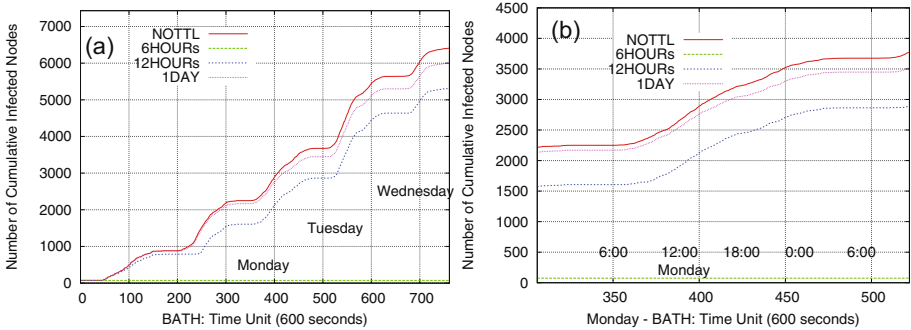 (a)
NOTTL
6HOURs
12HOURs
1DAY
7000
6000
5000
4000
3000
2000
1000
0
Number of Cumulative Infected Nodes
Wednesday
Tuesday
Monday
0 100 200 300 400 500 600 700
BATH: Time Unit (600 seconds)
(b)
NOTTL
6HOURs
12HOURs
1DAY
4500
4000
3500
3000
2500
2000
1500
1000
500
0
Number of Cumulative Infected Nodes
6:00 12:00 18:00 0:00 6:00
Monday
350 400 450 500
Monday - BATH: Time Unit (600 seconds)